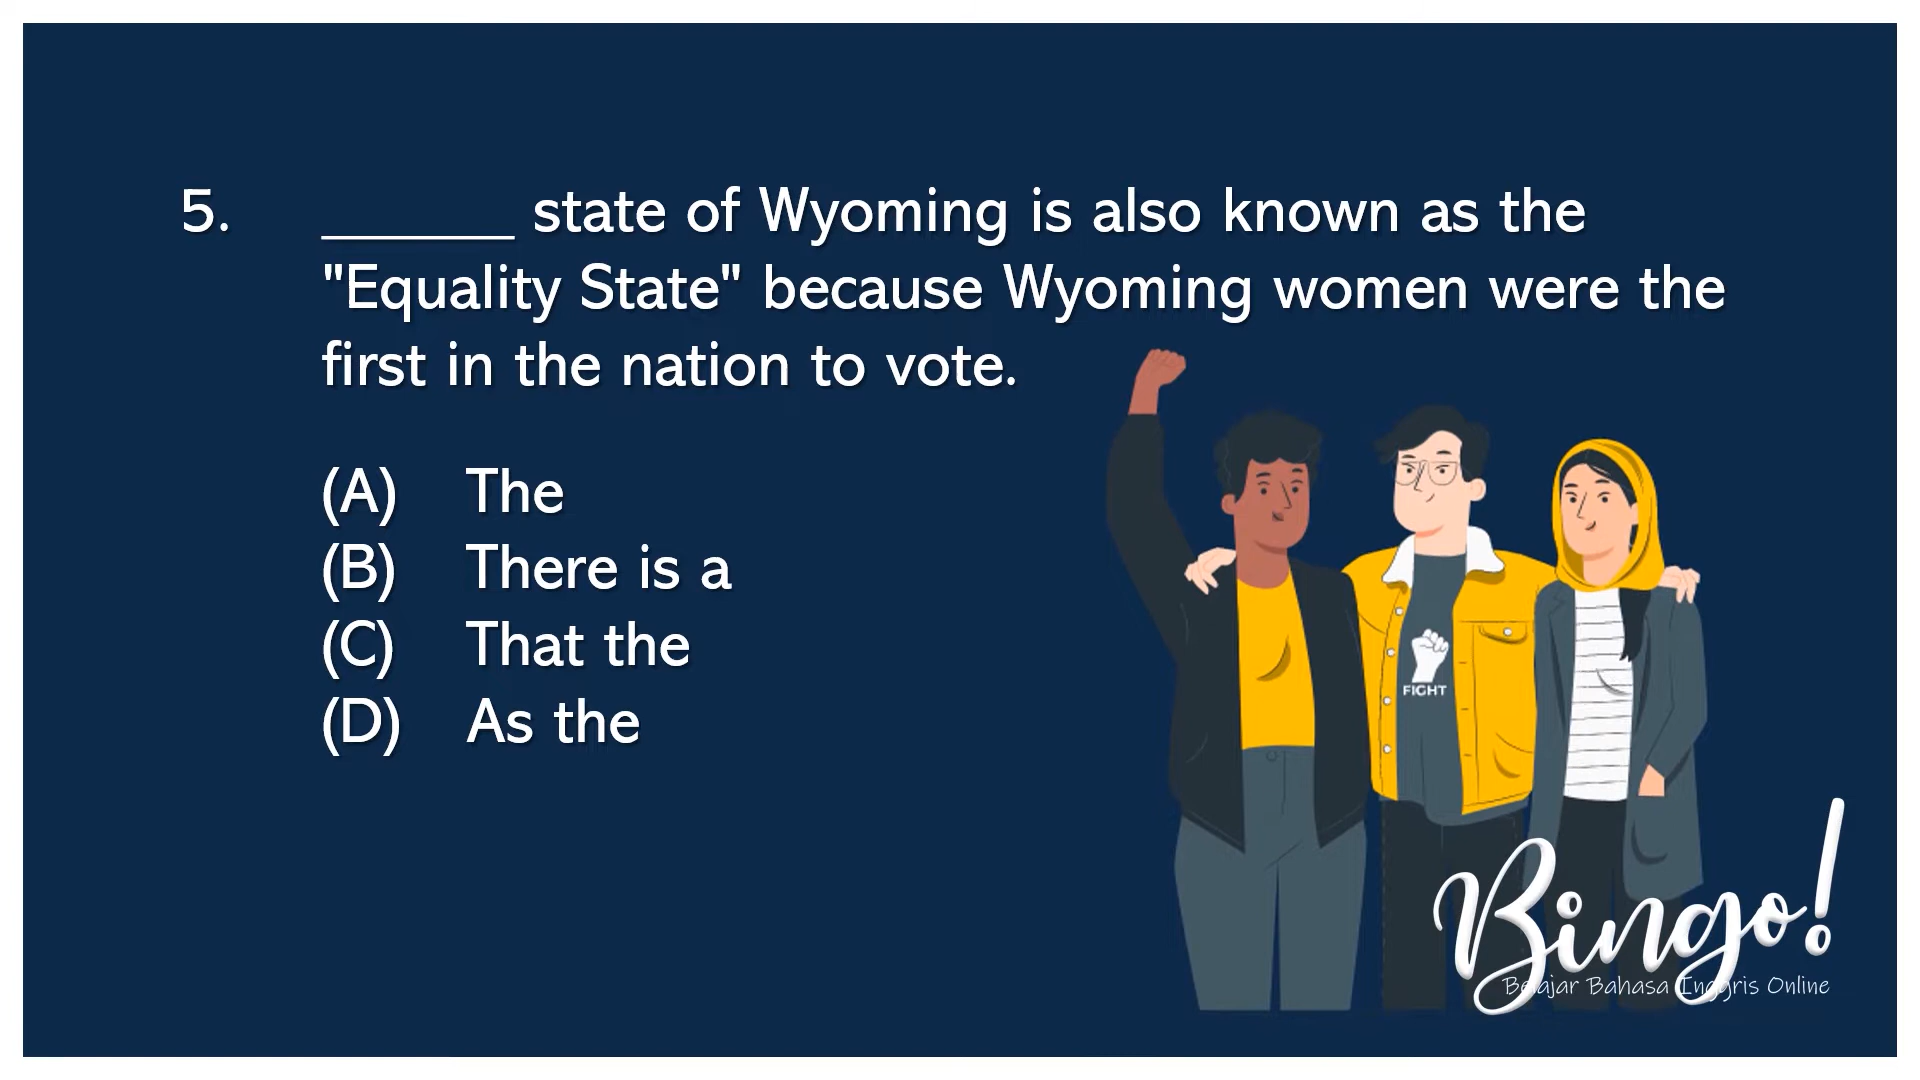 5. _______ state of Wyoming is also known as the
"Equality State" because Wyoming women were the
first in the nation to vote.
(A) The
(B) There is a
(C) That the
(D) As the
FIGHT
Bingo!
Belajar Bahasa Inggris Online